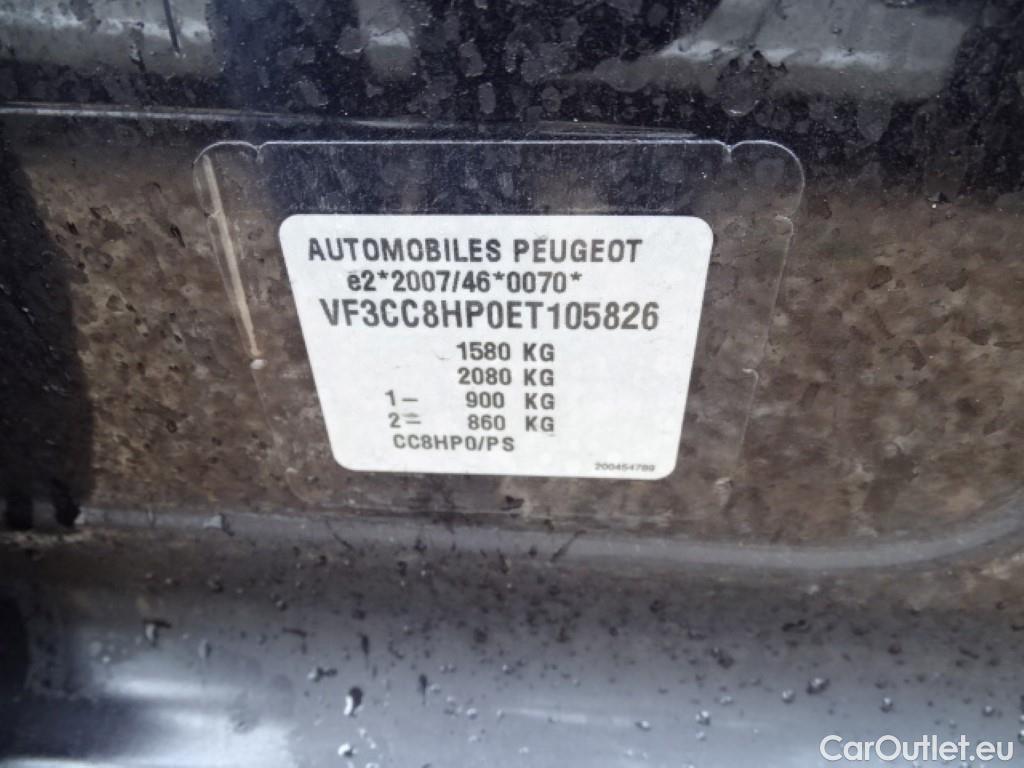 AUTOMOBILES PEUGEOT
e2*2007/46*0070*
VF3CC8HP0ET105826
1580 KG
2080 KG
1- 900 KG
2= 860 KG
CC8HP0/PS
200454789
CarOutlet.eu